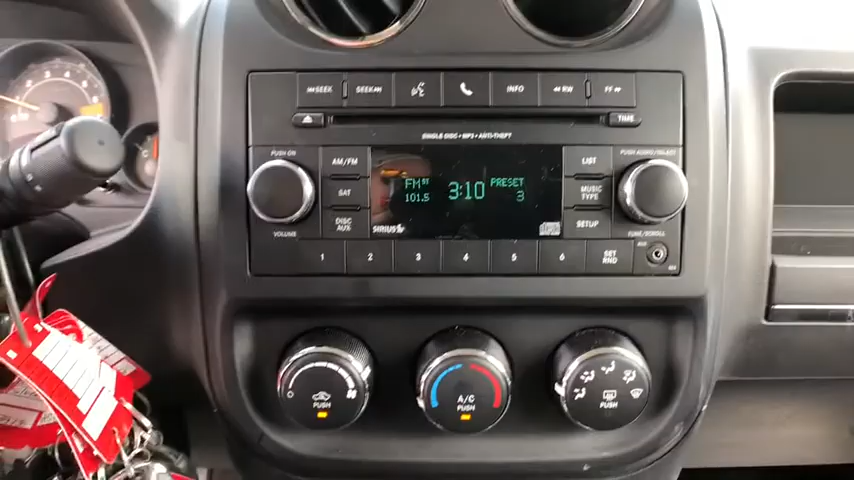 SEEK SEEK INFO RW FF
TIME
SINGLE DISC • MP3 • ANTI-THEFT
PUSH ON
AM/FM
SAT
DISC
AUX
VOLUME
FM ST
101.5
3:10
PRESET
3
SIRIUS
LIST
MUSIC
TYPE
SETUP
PUSH AUDIO/SELECT
TUNE/SCROLL
1 2 3 4 5 6 SET
RND
PUSH
A/C
PUSH
PUSH